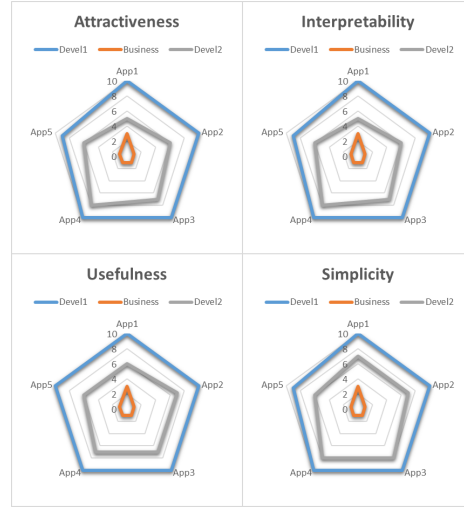 Attractiveness
Devel1 Business Devel2
App1
10
8
6
4
2
0
App2
App3
App4
App5
Interpretability
Devel1 Business Devel2
App1
10
8
6
4
2
0
App2
App3
App4
App5
Usefulness
Devel1 Business Devel2
App1
10
8
6
4
2
0
App2
App3
App4
App5
Simplicity
Devel1 Business Devel2
App1
10
8
6
4
2
0
App2
App3
App4
App5